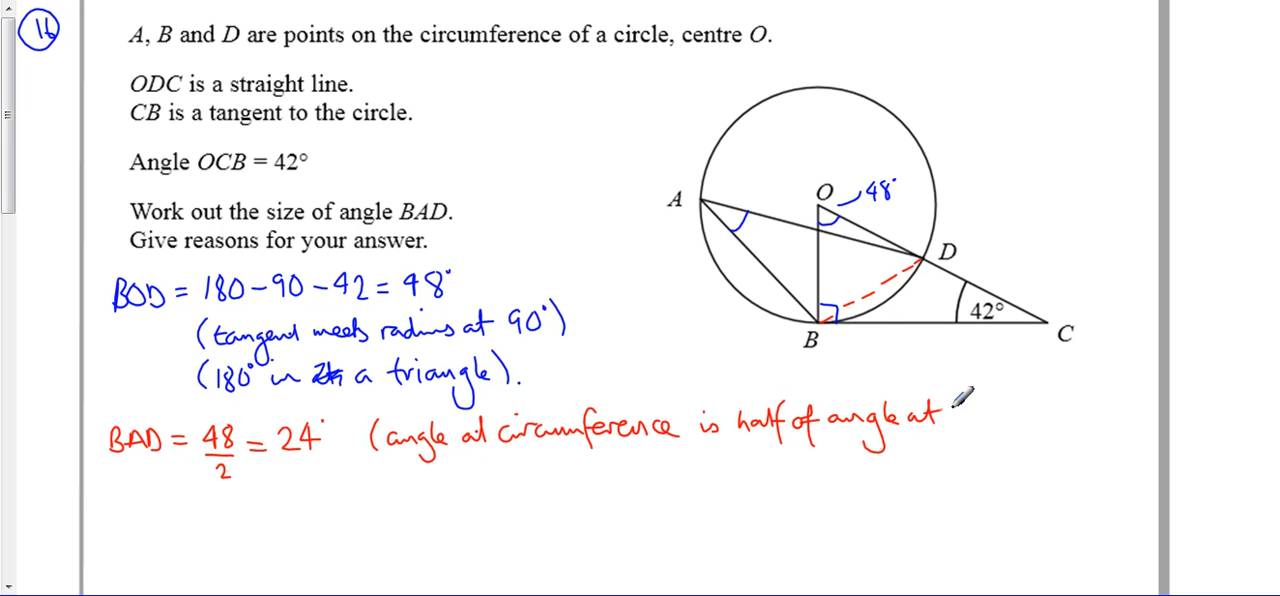 16
A, B and D are points on the circumference of a circle, centre O.
ODC is a straight line.
CB is a tangent to the circle.
Angle OCB = 42°
Work out the size of angle BAD.
Give reasons for your answer.
BOD = 180-90-42 = 48°
(tangent meets radius at 90°)
(180° in a triangle).
BAD = 48/2 = 24° (angle at circumference is half of angle at
A
O
48°
D
42°
B
C